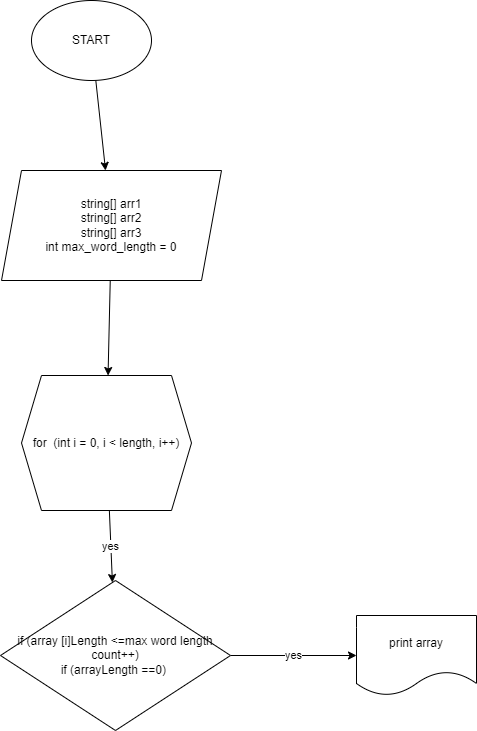 START
string[] arr1
string[] arr2
string[] arr3
int max_word_length = 0
for  (int i = 0, i < length, i++)
yes
if (array [i]Length <=max word length
count++)
if (arrayLength ==0)
yes
print array